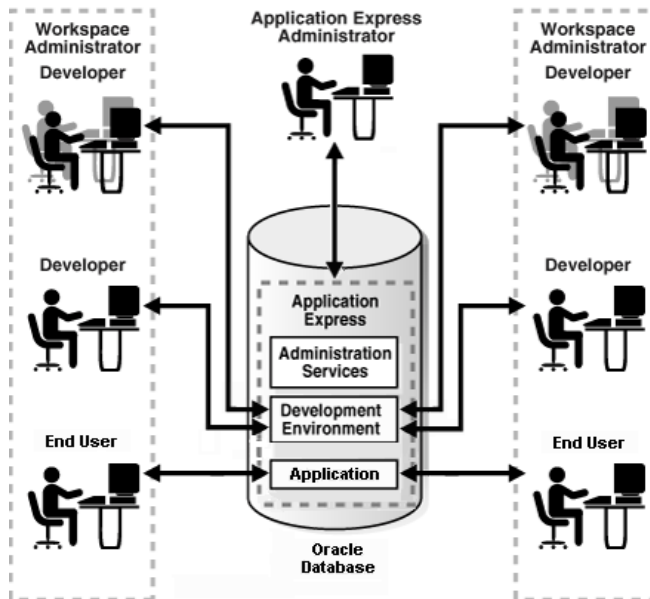 Workspace
Administrator
Developer
Developer
End User
Application Express
Administrator
Application
Express
Administration
Services
Development
Environment
Application
Oracle
Database
Workspace
Administrator
Developer
Developer
End User